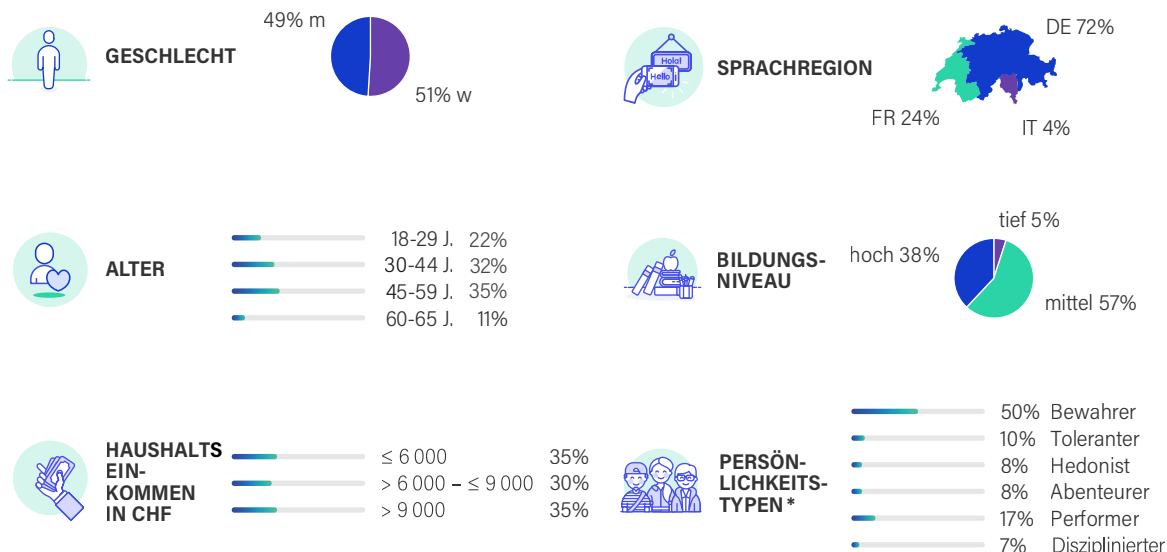 49% m
GESCHLECHT
51% w
Hola!
Hello!
SPRACHREGION
DE 72%
FR 24%
IT 4%
ALTER
18-29 J. 22%
30-44 J. 32%
45-59 J. 35%
60-65 J. 11%
BILDUNGS-
NIVEAU
tief 5%
hoch 38%
mittel 57%
HAUSHALTS
EIN-
KOMMEN
IN CHF
≤ 6 000 35%
> 6 000 – ≤ 9 000 30%
> 9 000 35%
PERSÖN-
LICHKEITS-
TYPEN *
50% Bewahrer
10% Toleranter
8% Hedonist
8% Abenteurer
17% Performer
7% Disziplinierter